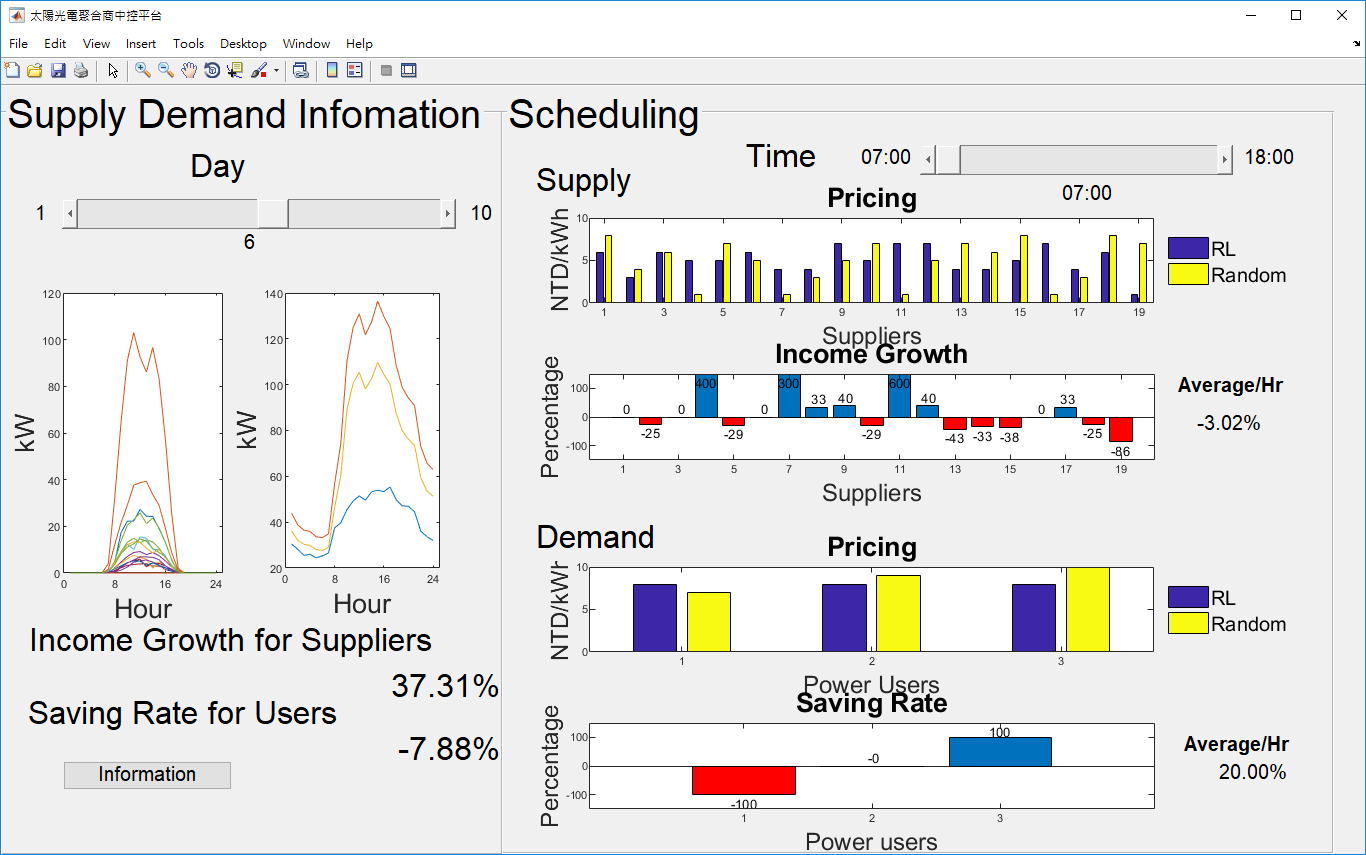 太陽光電聚合商中控平台
File Edit View Insert Tools Desktop Window Help
Supply Demand Infomation
Day
1 10
6
120
100
80
60
40
20
0
kW
0 8 16 24
Hour
140
120
100
80
60
40
20
kW
0 8 16 24
Hour
Income Growth for Suppliers
37.31%
Saving Rate for Users
-7.88%
Information
Scheduling
Time 07:00 18:00
07:00
Supply
Pricing
NTD/kWh
10
5
0
1 3 5 7 9 11 13 15 17 19
Suppliers
RL
Random
Income Growth
Percentage
100
0
-100
0 -25 0 400 -29 0 300 33 40 -29 600 40 -43 -33 -38 0 33 -25 -86
1 3 5 7 9 11 13 15 17 19
Suppliers
Average/Hr
-3.02%
Demand
Pricing
NTD/kWh
10
5
0
1 2 3
Power Users
RL
Random
Saving Rate
Percentage
100
0
-100
-100 -0 100
1 2 3
Power users
Average/Hr
20.00%